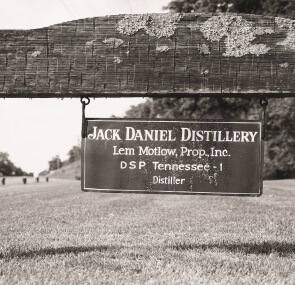 JACK DANIEL DISTILLERY
Lem Motlow, Prop., Inc.
DSP Tennessee - 1
Distiller